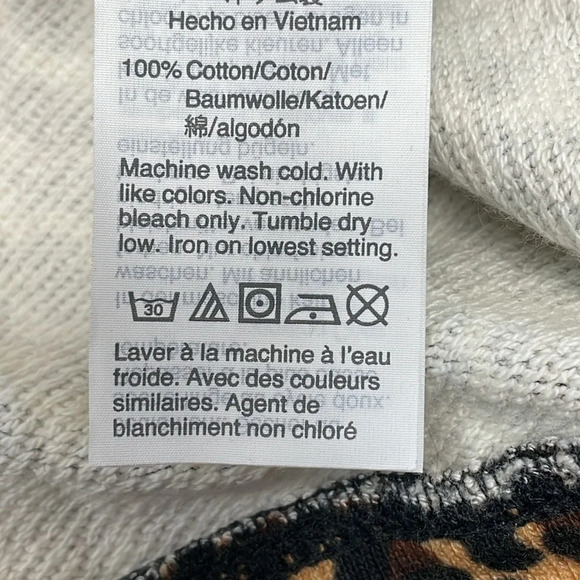 Hecho en Vietnam
100% Cotton/Coton/
Baumwolle/Katoen/
綿/algodón
Machine wash cold. With
like colors. Non-chlorine
bleach only. Tumble dry
low. Iron on lowest setting.
30
Laver à la machine à l'eau
froide. Avec des couleurs
similaires. Agent de
blanchiment non chloré